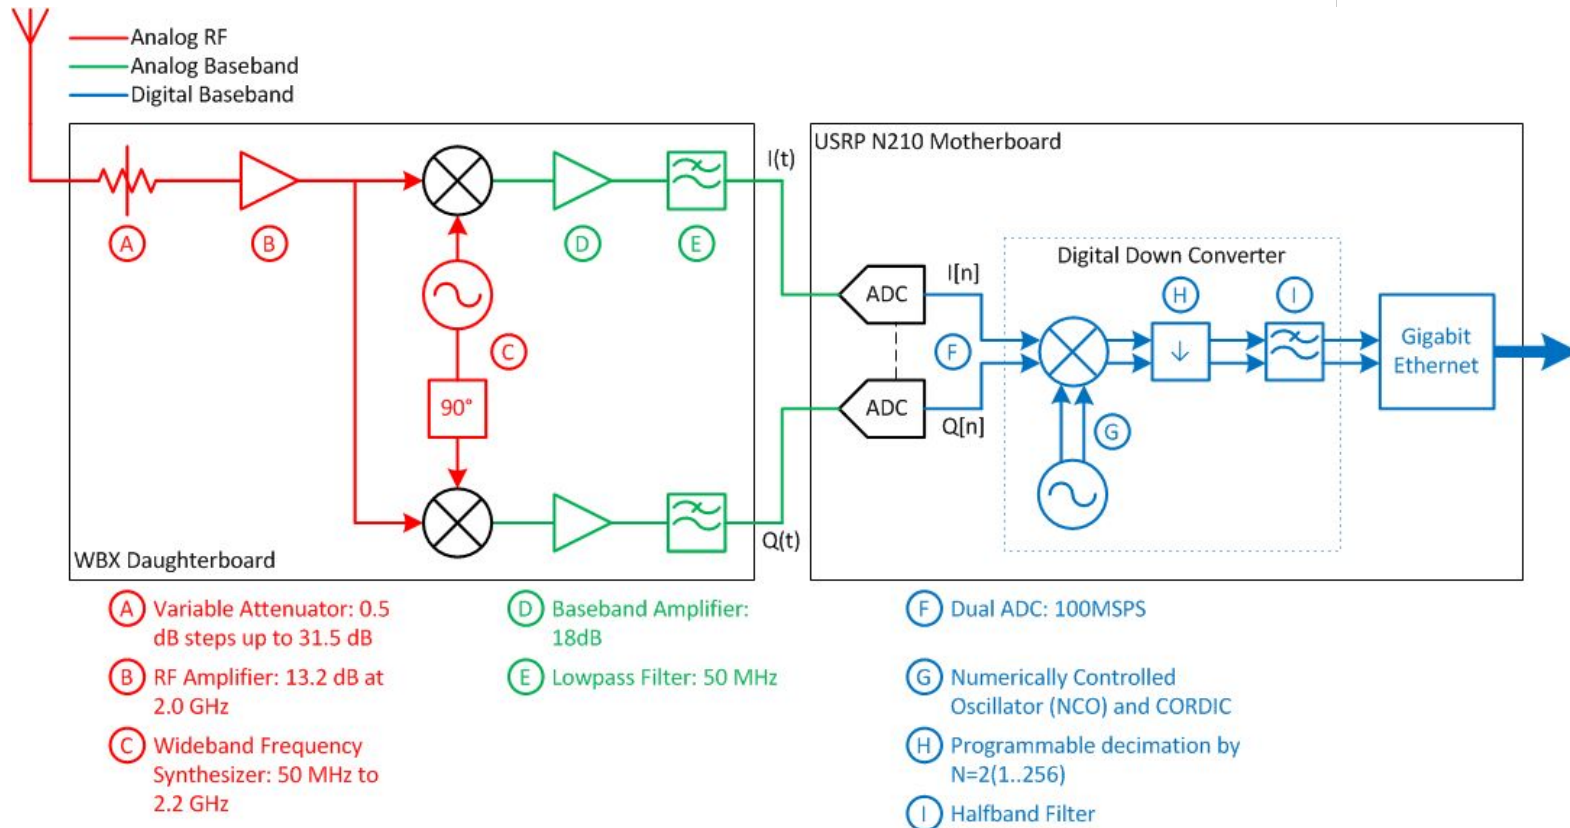 Analog RF
Analog Baseband
Digital Baseband
USRP N210 Motherboard
I(t)
A
B
D
E
Digital Down Converter
I[n]
ADC
H
I
C
F
↓
Gigabit
Ethernet
90°
ADC
Q[n]
G
Q(t)
WBX Daughterboard
A Variable Attenuator: 0.5
dB steps up to 31.5 dB
B RF Amplifier: 13.2 dB at
2.0 GHz
C Wideband Frequency
Synthesizer: 50 MHz to
2.2 GHz
D Baseband Amplifier:
18dB
E Lowpass Filter: 50 MHz
F Dual ADC: 100MSPS
G Numerically Controlled
Oscillator (NCO) and CORDIC
H Programmable decimation by
N=2(1..256)
I Halfband Filter